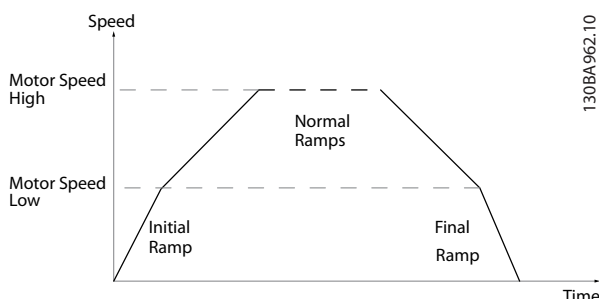 Speed
130BA962.10
Motor Speed
High
Normal
Ramps
Motor Speed
Low
Initial
Ramp
Final
Ramp
Time